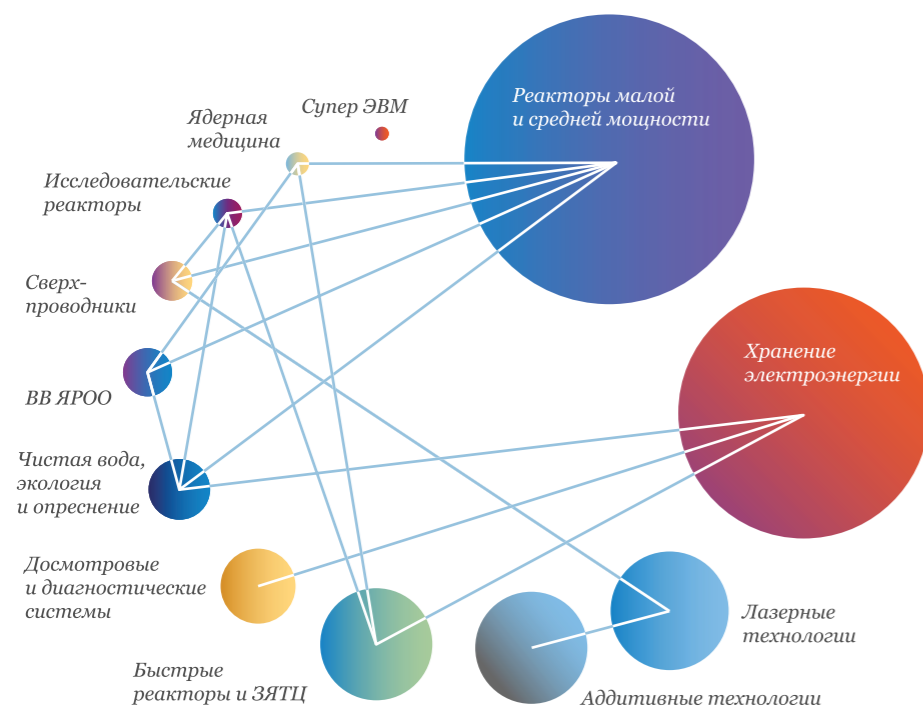 Реакторы малой
и средней мощности
Супер ЭВМ
Ядерная
медицина
Исследовательские
реакторы
Сверх-
проводники
ВВ ЯРОО
Чистая вода,
экология
и опреснение
Досмотровые
и диагностические
системы
Быстрые
реакторы и ЗЯТЦ
Аддитивные технологии
Лазерные
технологии
Хранение
электроэнергии